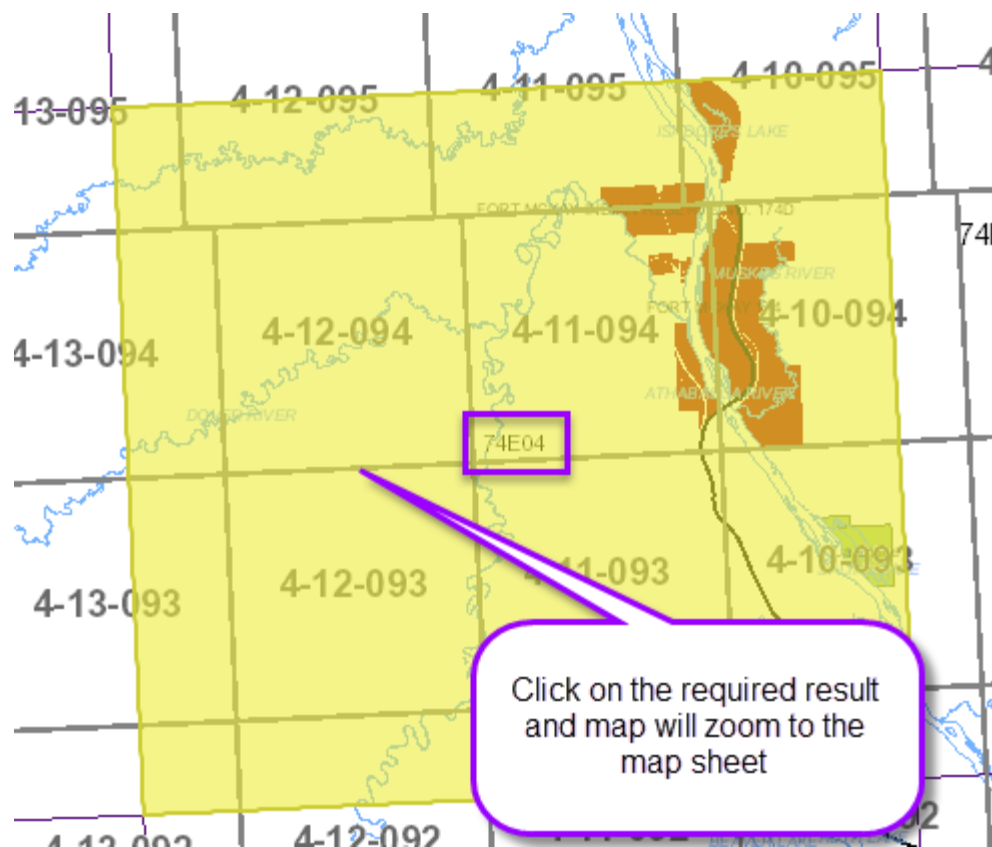 13-095
4-12-095
4-11-095
4-10-095
LAKE
FORT
174D
74
MUSKEG RIVER
FORT
4-12-094
4-11-094
4-10-094
4-13-094
ATHABASCA RIVER
DOVER RIVER
74E04
4-12-093
4-11-093
4-10-093
4-13-093
Click on the required result
and map will zoom to the
map sheet
4-12-092